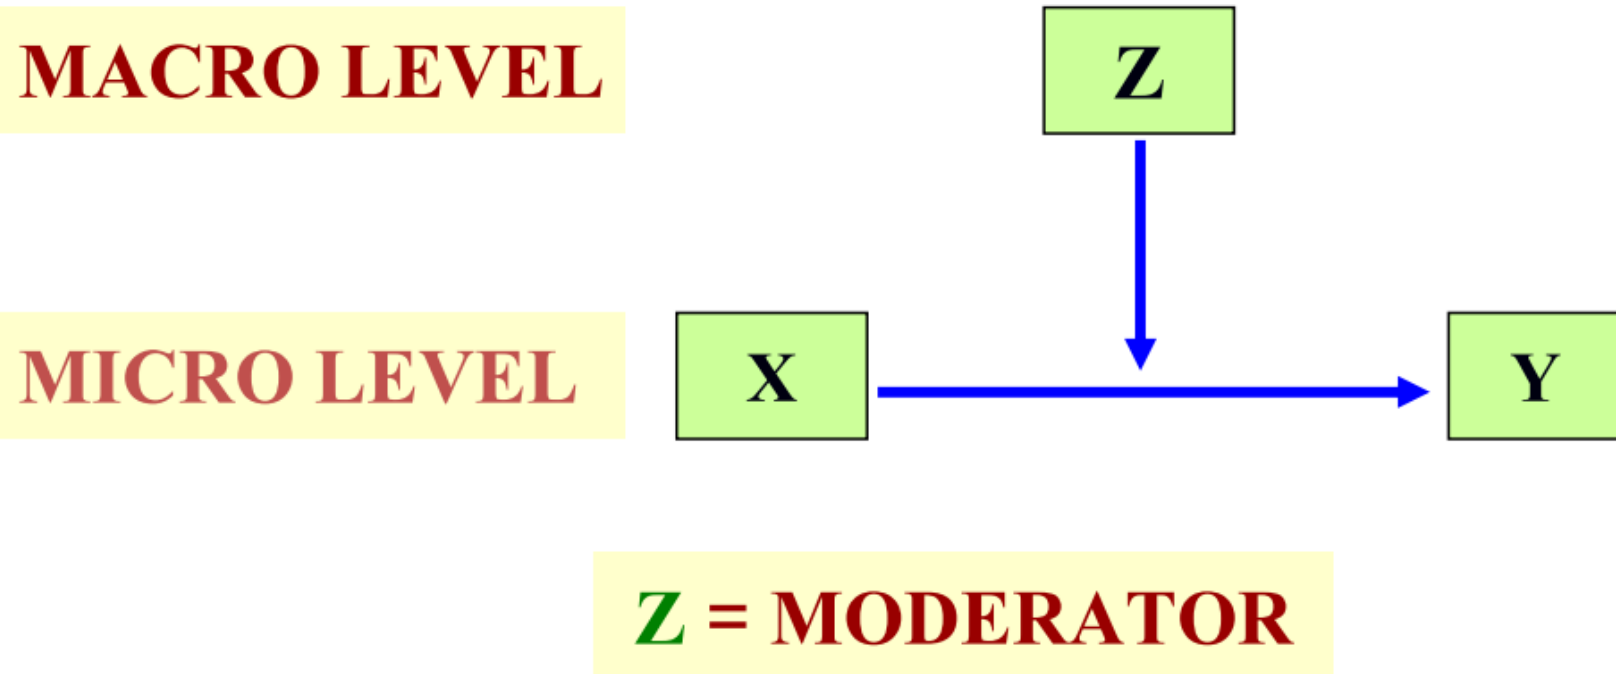 MACRO LEVEL
Z
MICRO LEVEL
X
Y
Z = MODERATOR